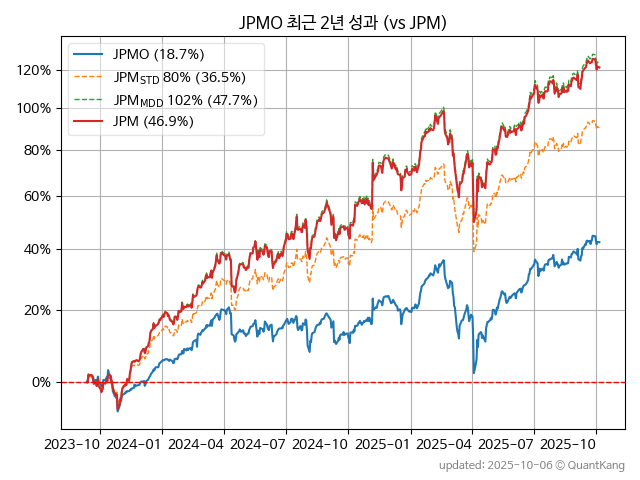 JPMO 최근 2년 성과 (vs JPM)
JPMO (18.7%)
JPM_STD 80% (36.5%)
JPM_MDD 102% (47.7%)
JPM (46.9%)
120%
100%
80%
60%
40%
20%
0%
2023-10 2024-01 2024-04 2024-07 2024-10 2025-01 2025-04 2025-07 2025-10
updated: 2025-10-06 © QuantKang